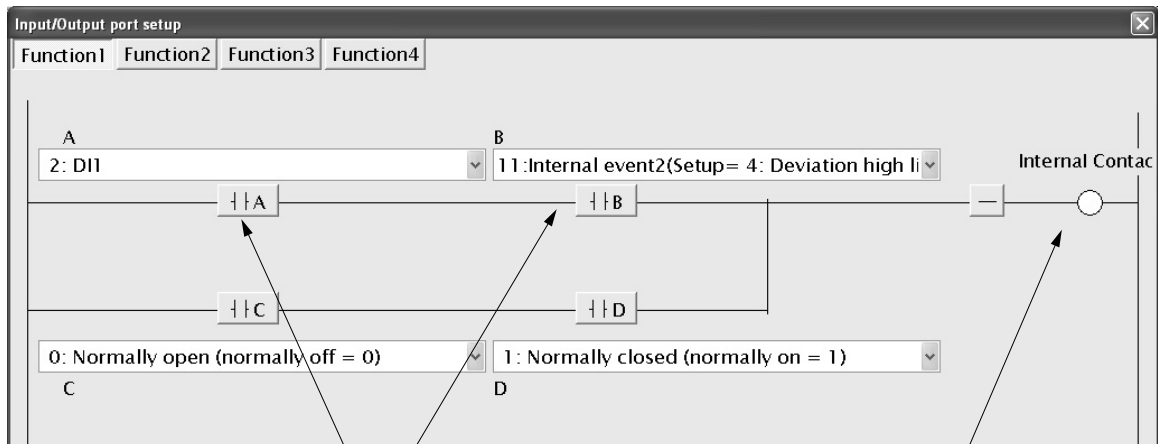 Input/Output port setup
Function1 Function2 Function3 Function4
A B
2: DI1 11:Internal event2(Setup= 4: Deviation high li
Internal Contac
A B
C D
0: Normally open (normally off = 0) 1: Normally closed (normally on = 1)
C D